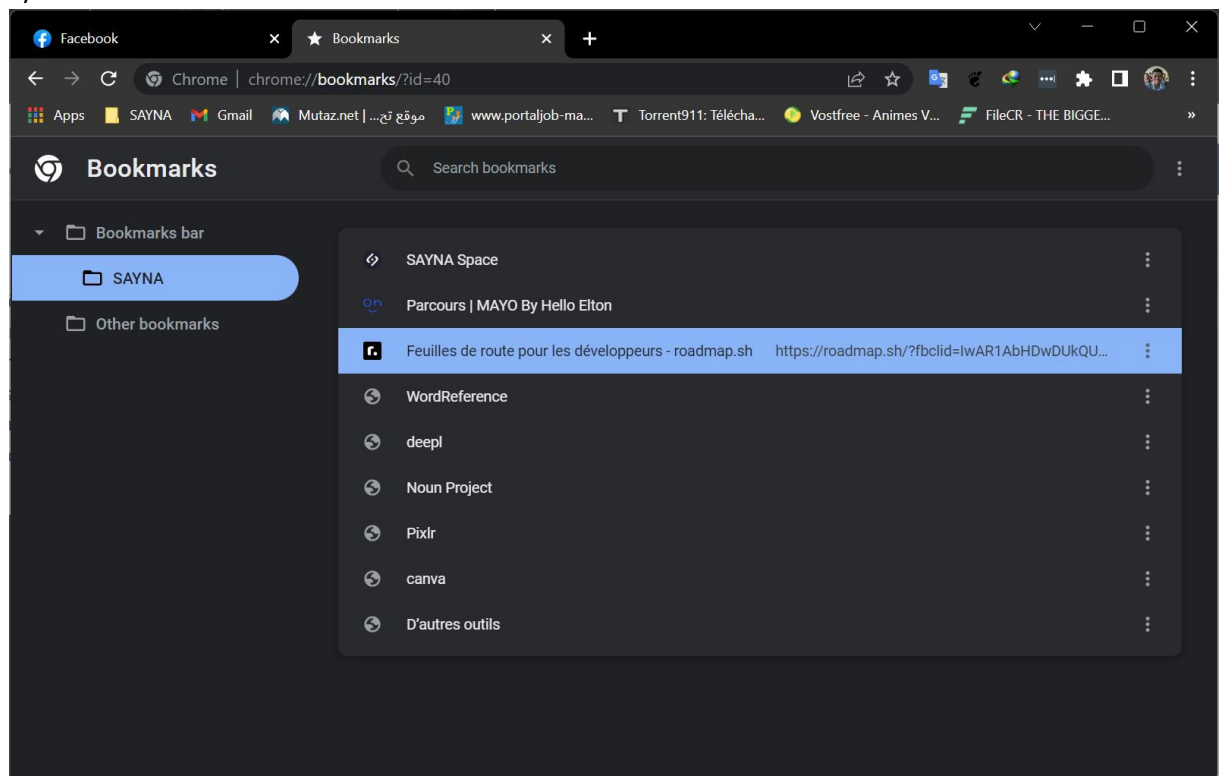 Facebook
Bookmarks
Chrome | chrome://bookmarks/?id=40
Apps SAYNA Gmail Mutaz.net | موقع تح... www.portaljob-ma... Torrent911: Télécha... Vostfree - Animes V... FileCR - THE BIGGE... »
Bookmarks
Search bookmarks
Bookmarks bar
SAYNA
Other bookmarks
SAYNA Space
Parcours | MAYO By Hello Elton
Feuilles de route pour les développeurs - roadmap.sh https://roadmap.sh/?fbclid=IwAR1AbHDwDUkQU...
WordReference
deepl
Noun Project
Pixlr
canva
D'autres outils